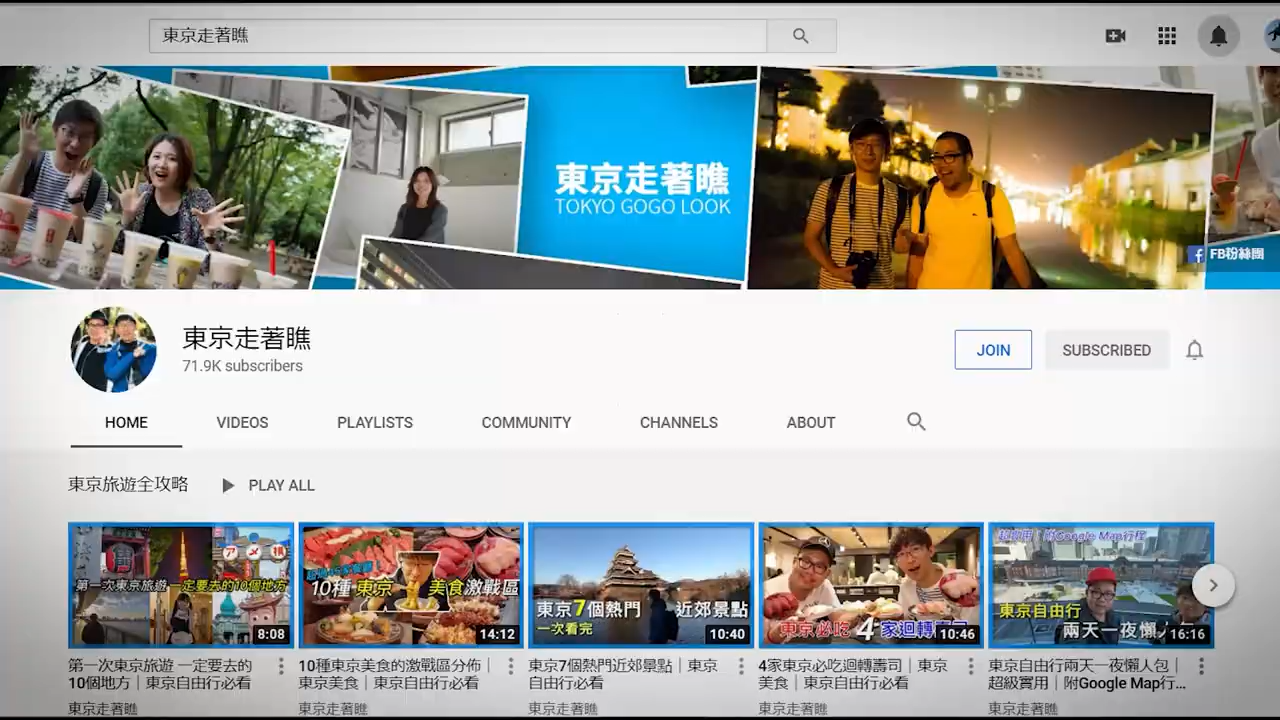 東京走著瞧
東京走著瞧
TOKYO GOGO LOOK
FB粉絲團
東京走著瞧
71.9K subscribers
JOIN
SUBSCRIBED
HOME
VIDEOS
PLAYLISTS
COMMUNITY
CHANNELS
ABOUT
東京旅遊全攻略
PLAY ALL
アメ横
第一次東京旅遊 一定要去的10個地方
8:08
10種 東京 美食激戰區
14:12
東京7個熱門 近郊景點
一次看完
10:40
東京必吃 4家迴轉壽司
10:46
超級實用｜附Google Map行程
東京自由行
兩天一夜懶人
16:16
第一次東京旅遊 一定要去的
10個地方｜東京自由行必看
東京走著瞧
10種東京美食的激戰區分佈｜
東京美食｜東京自由行必看
東京走著瞧
東京7個熱門近郊景點｜東京
自由行必看
東京走著瞧
4家東京必吃迴轉壽司｜東京
美食｜東京自由行必看
東京走著瞧
東京自由行兩天一夜懶人包｜
超級實用｜附Google Map行...
東京走著瞧